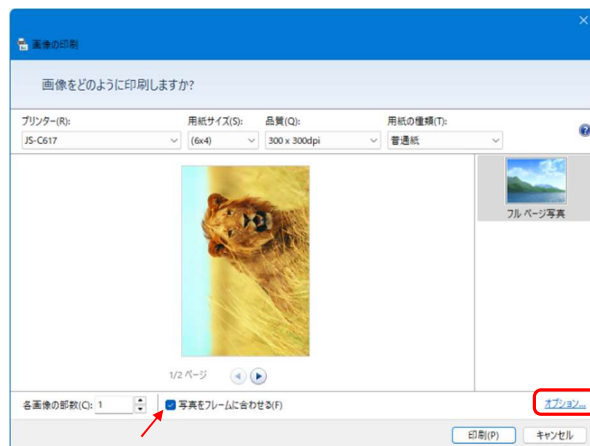 画像の印刷
画像をどのように印刷しますか?
プリンター(R): 用紙サイズ(S): 品質(Q): 用紙の種類(T):
JS-C617 (6x4) 300 x 300dpi 普通紙
フル ページ写真
1/2 ページ
各画像の部数(C): 1 写真をフレームに合わせる(F) オプション...
印刷(P) キャンセル